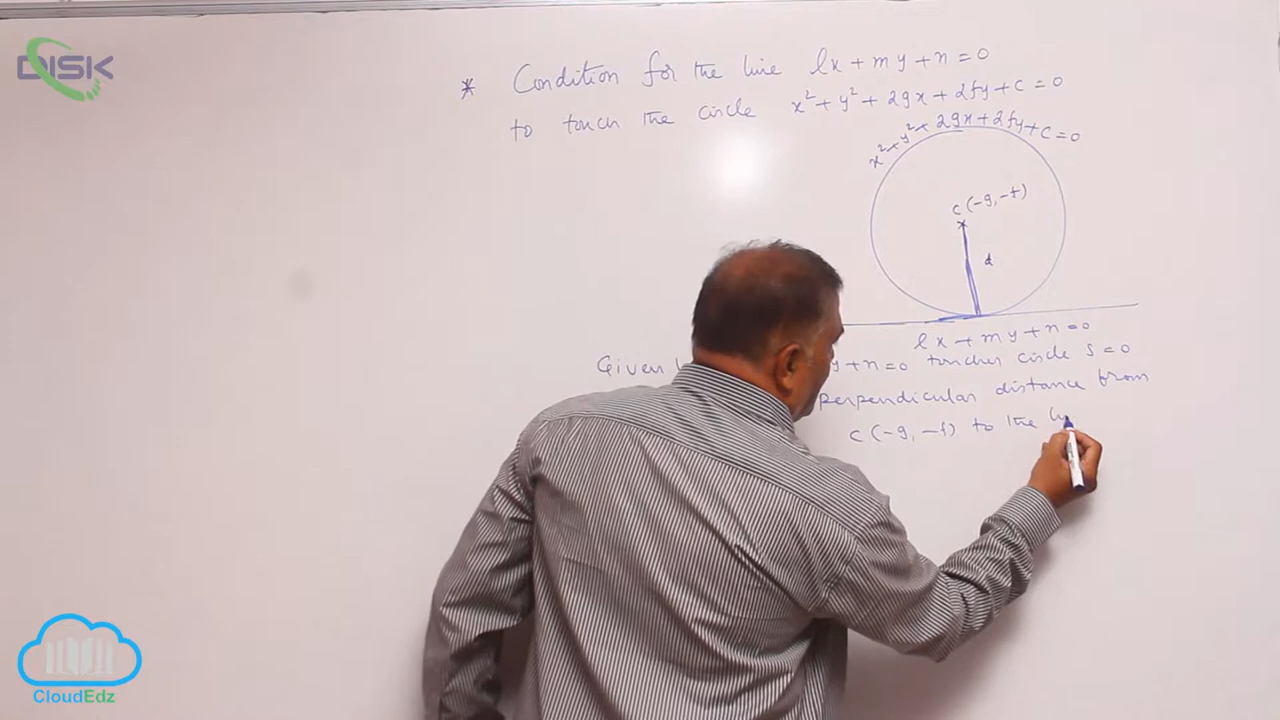 DISK
* Condition for the line lx + my + n = 0
to touch the circle x² + y² + 2gx + 2fy + c = 0
x² + y² + 2gx + 2fy + c = 0
c (-g, -f)
d
lx + my + n = 0
Given y + n = 0 touches circle S = 0
perpendicular distance from
c (-g, -f) to the
CloudEdz